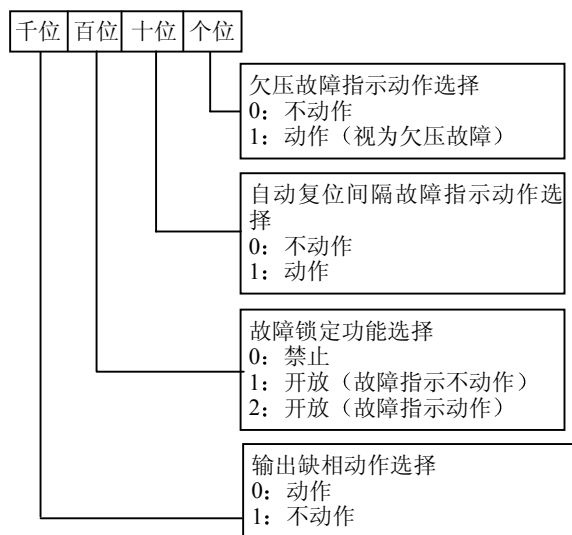 千位 百位 十位 个位
欠压故障指示动作选择
0：不动作
1：动作（视为欠压故障）
自动复位间隔故障指示动作选
择
0：不动作
1：动作
故障锁定功能选择
0：禁止
1：开放（故障指示不动作）
2：开放（故障指示动作）
输出缺相动作选择
0：动作
1：不动作